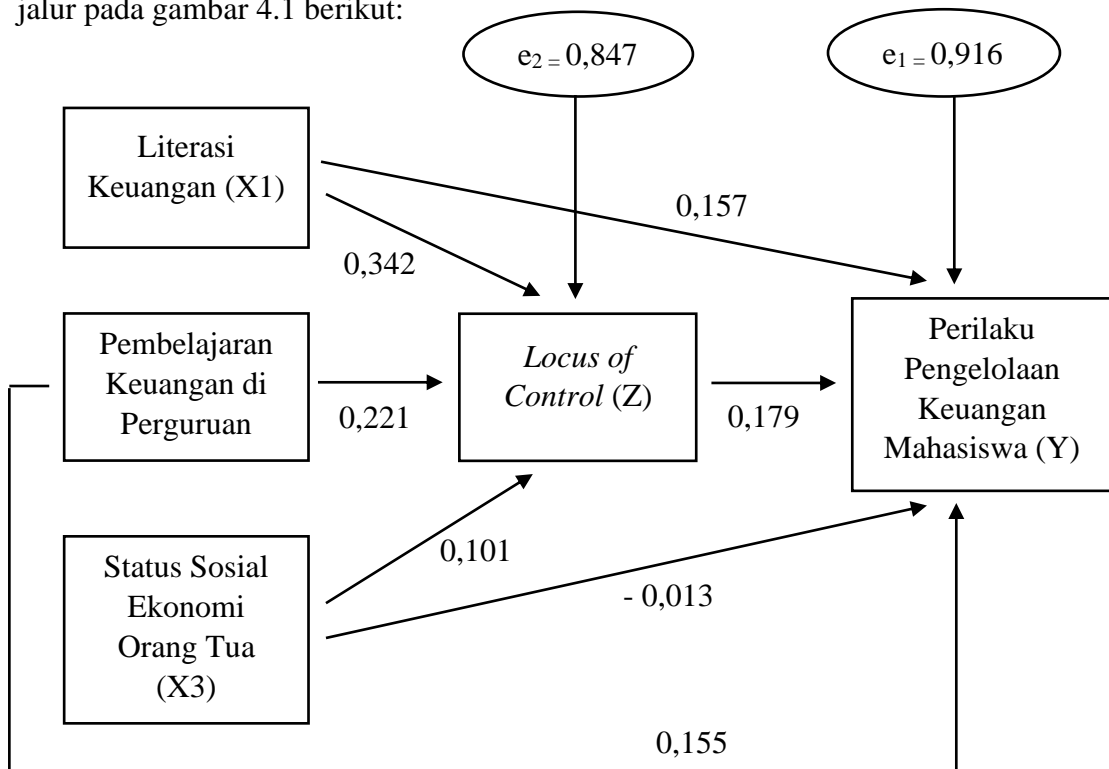 jalur pada gambar 4.1 berikut:
e2 = 0,847
e1 = 0,916
Literasi
Keuangan (X1)
0,157
0,342
Pembelajaran
Keuangan di
Perguruan
0,221
Locus of
Control (Z)
0,179
Perilaku
Pengelolaan
Keuangan
Mahasiswa (Y)
Status Sosial
Ekonomi
Orang Tua
(X3)
0,101
- 0,013
0,155